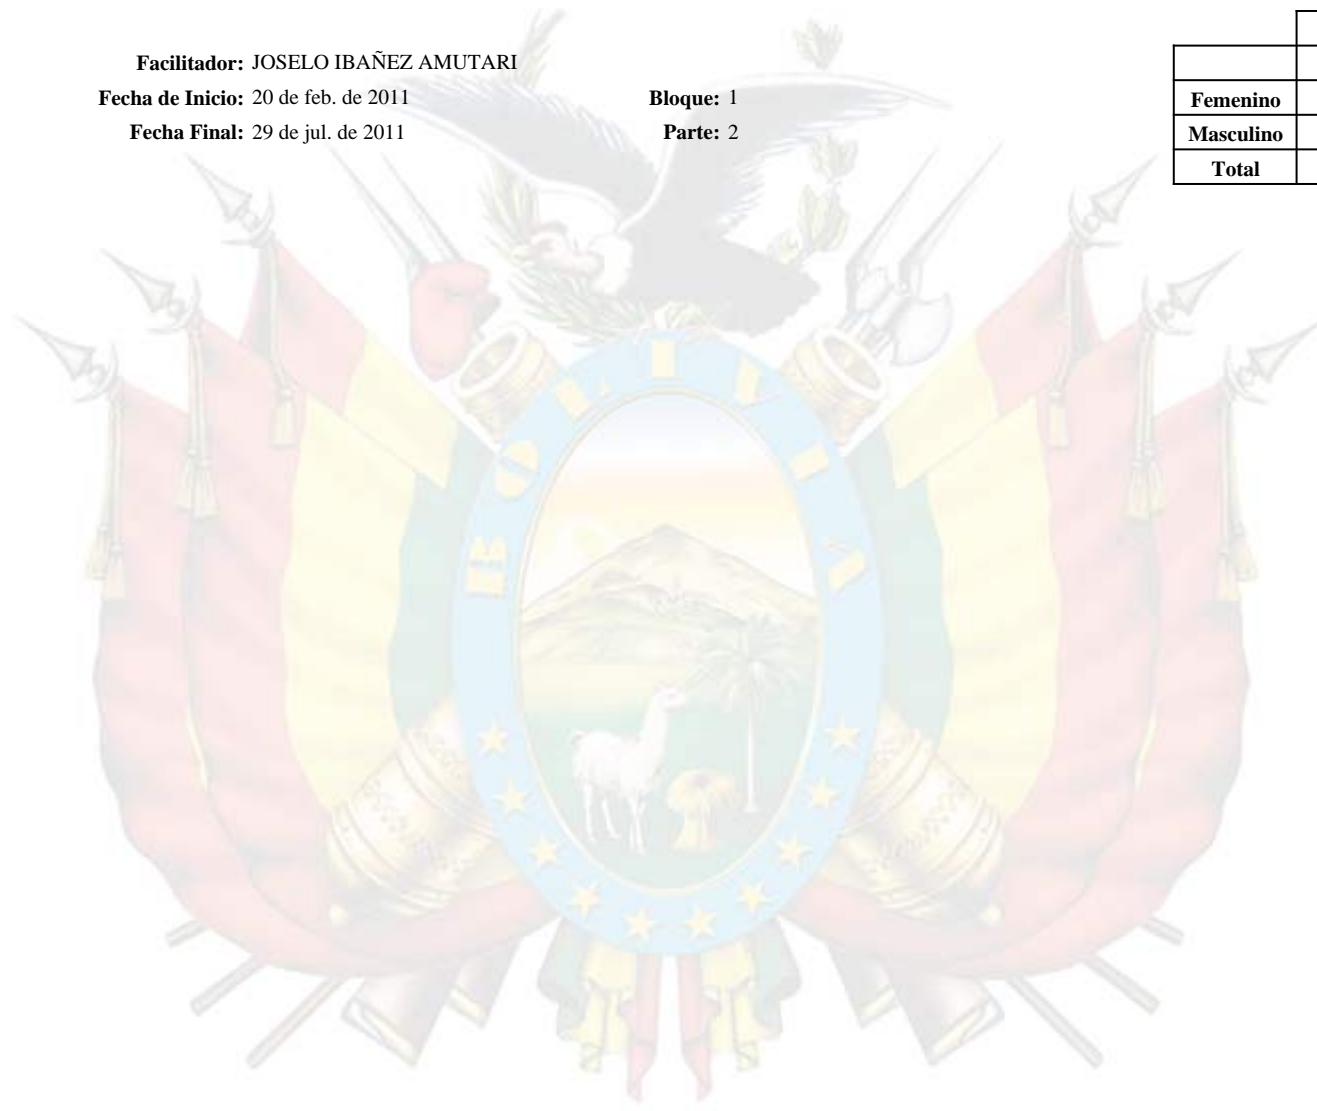 Facilitador: JOSELO IBAÑEZ AMUTARI
Fecha de Inicio: 20 de feb. de 2011 Bloque: 1
Fecha Final: 29 de jul. de 2011 Parte: 2
Femenino
Masculino
Total
BOLIVIA